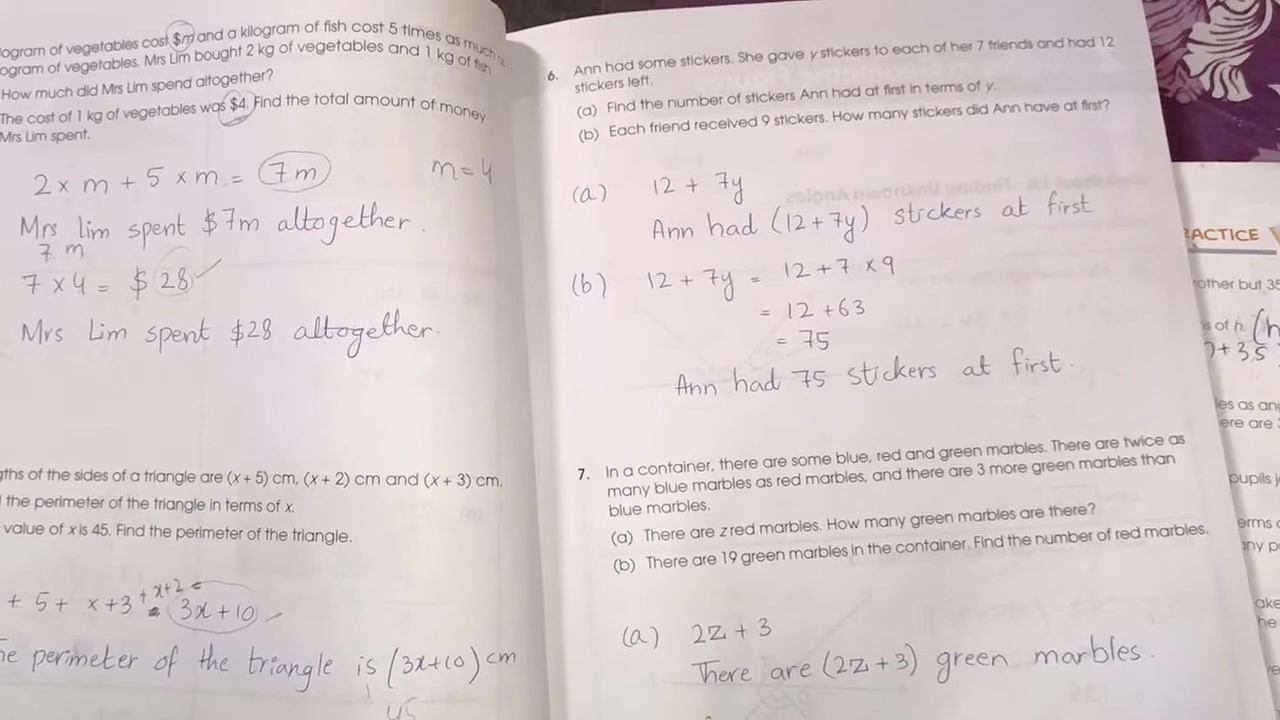 ogram of vegetables cost $m and a kilogram of fish cost 5 times as much
ogram of vegetables. Mrs Lim bought 2 kg of vegetables and 1 kg of fish.
How much did Mrs Lim spend altogether?
The cost of 1 kg of vegetables was $4. Find the total amount of money
Mrs Lim spent.
2 × m + 5 × m = 7m
m = 4
Mrs lim spent $7m altogether.
7 m
7 × 4 = $ 28
Mrs Lim spent $28 altogether.
gths of the sides of a triangle are (x + 5) cm, (x + 2) cm and (x + 3) cm.
the perimeter of the triangle in terms of x.
value of x is 45. Find the perimeter of the triangle.
+ 5 + x + 3 + x + 2 = 3x + 10
he perimeter of the triangle is (3x+10) cm
45
6. Ann had some stickers. She gave y stickers to each of her 7 friends and had 12
stickers left.
(a) Find the number of stickers Ann had at first in terms of y.
(b) Each friend received 9 stickers. How many stickers did Ann have at first?
(a) 12 + 7y
Ann had (12 + 7y) stickers at first
(b) 12 + 7y = 12 + 7 × 9
= 12 + 63
= 75
Ann had 75 stickers at first.
7. In a container, there are some blue, red and green marbles. There are twice as
many blue marbles as red marbles, and there are 3 more green marbles than
blue marbles.
(a) There are z red marbles. How many green marbles are there?
(b) There are 19 green marbles in the container. Find the number of red marbles.
(a) 2z + 3
There are (2z + 3) green marbles.
RACTICE
rother but 35
s of h. (h
+ 35
les as an
ere are
pupils j
erms
ny p
ake
he